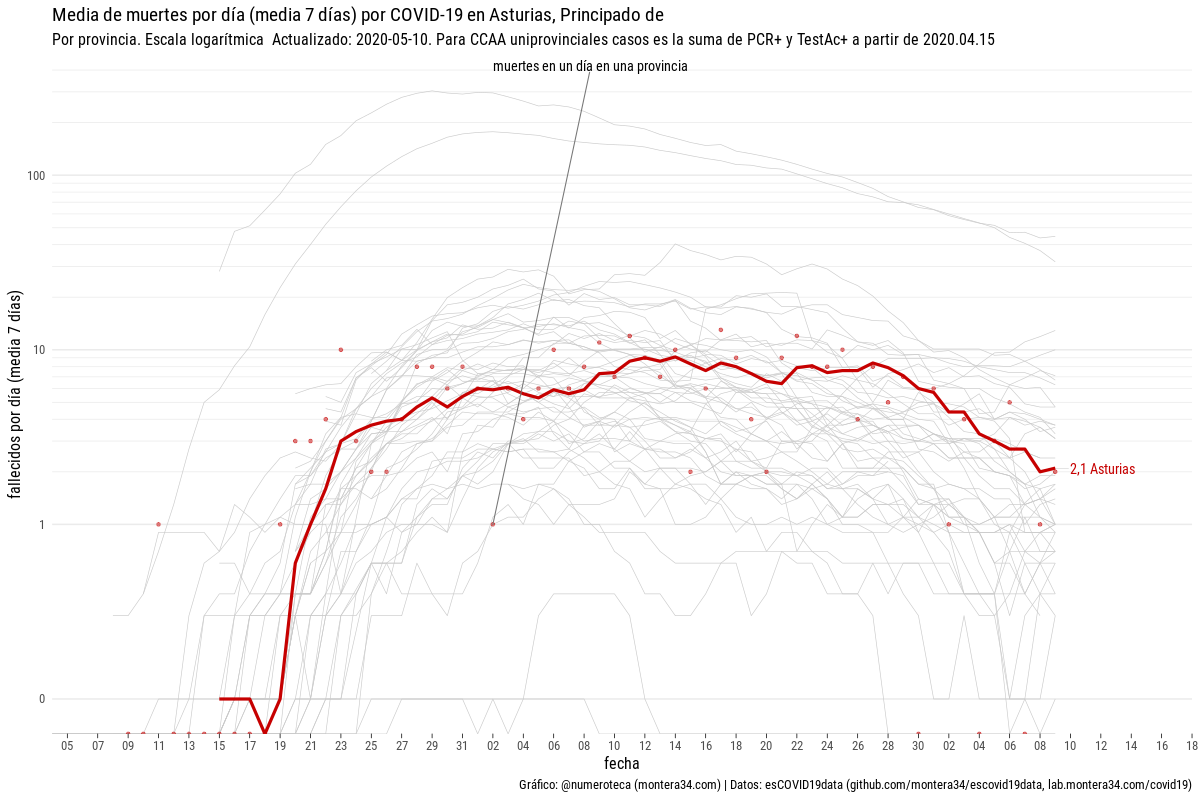 Media de muertes por día (media 7 días) por COVID-19 en Asturias, Principado de
Por provincia. Escala logarítmica  Actualizado: 2020-05-10. Para CCAA uniprovinciales casos es la suma de PCR+ y TestAc+ a partir de 2020.04.15
muertes en un día en una provincia
fallecidos por día (media  7 días)
100
10
1
0
2,1 Asturias
05 07 09 11 13 15 17 19 21 23 25 27 29 31 02 04 06 08 10 12 14 16 18 20 22 24 26 28 30 02 04 06 08 10 12 14 16 18
fecha
Gráfico: @numeroteca (montera34.com) | Datos: esCOVID19data (github.com/montera34/escovid19data, lab.montera34.com/covid19)